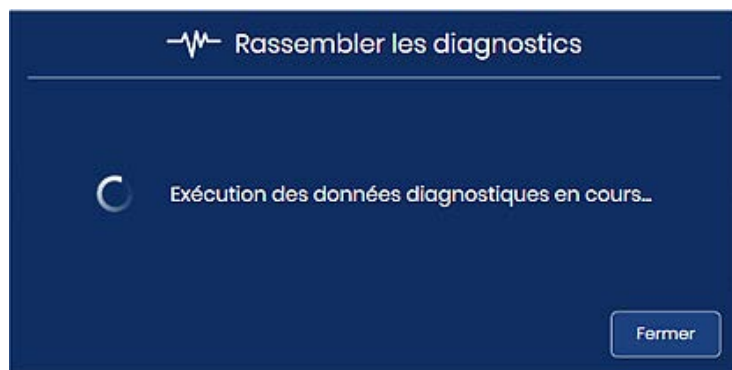 Rassembler les diagnostics
Exécution des données diagnostiques en cours...
Fermer